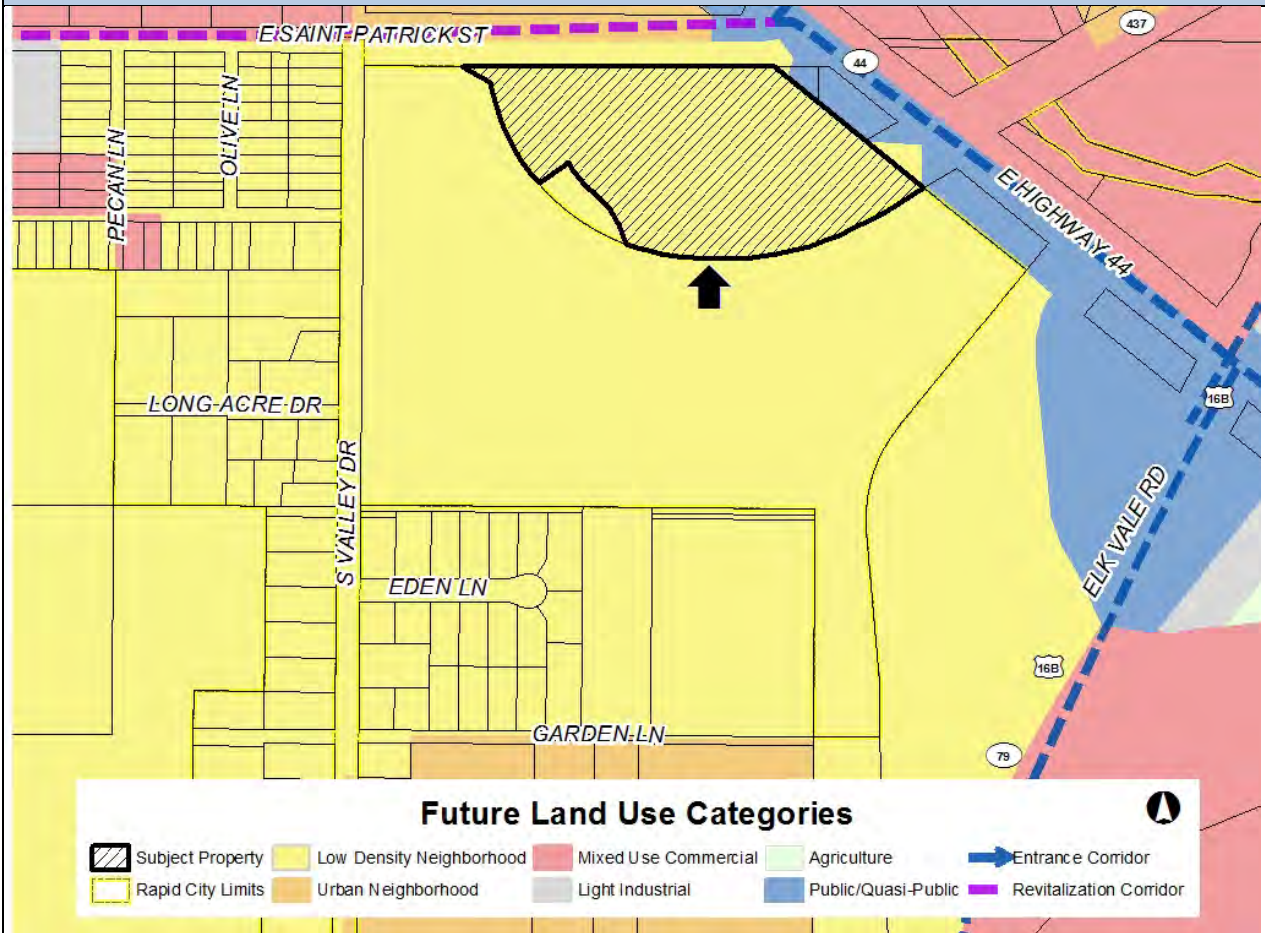 E SAINT PATRICK ST
437
44
OLIVE LN
PECAN LN
E HIGHWAY 44
16B
LONG ACRE DR
S VALLEY DR
ELK VALE RD
EDEN LN
16B
GARDEN LN
79
Future Land Use Categories
Subject Property Low Density Neighborhood Mixed Use Commercial Agriculture Entrance Corridor
Rapid City Limits Urban Neighborhood Light Industrial Public/Quasi-Public Revitalization Corridor